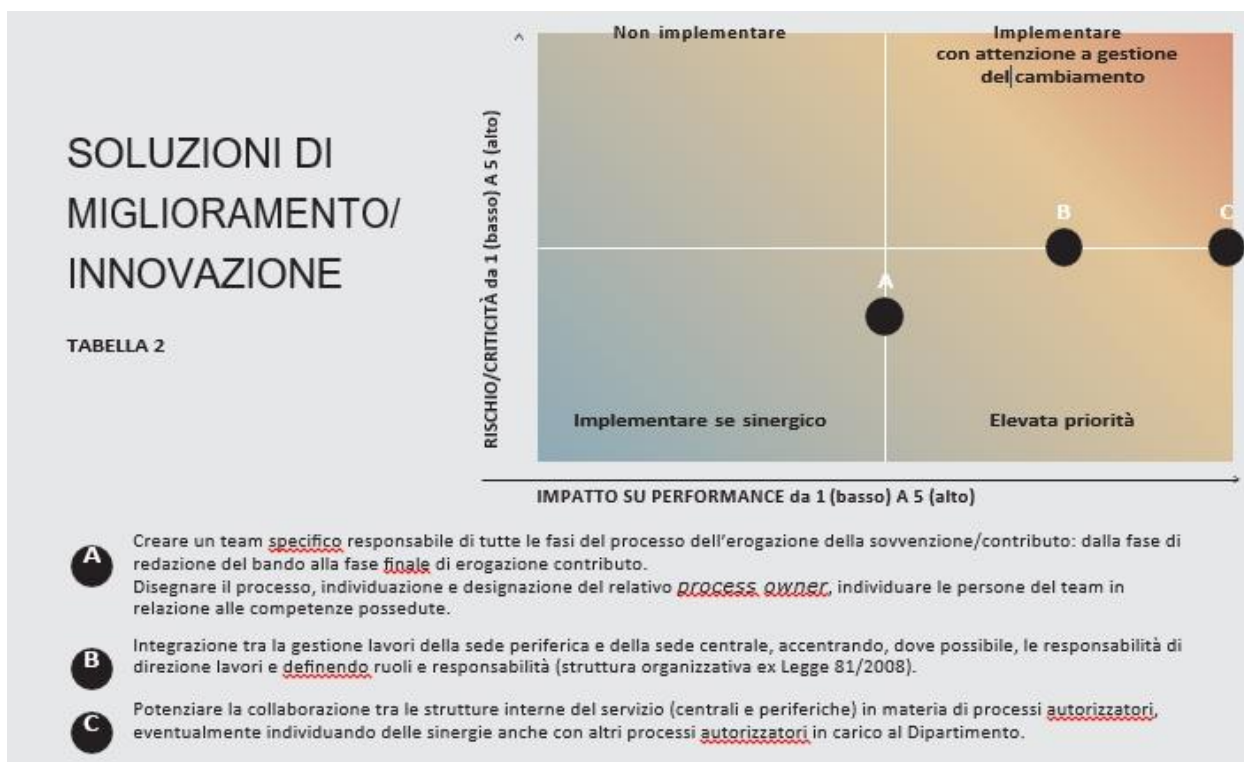 SOLUZIONI DI
MIGLIORAMENTO/
INNOVAZIONE
TABELLA 2
RISCHIO/CRITICITÀ da 1 (basso) A 5 (alto)
Non implementare
Implementare
con attenzione a gestione
del cambiamento
B
C
A
Implementare se sinergico
Elevata priorità
IMPATTO SU PERFORMANCE da 1 (basso) A 5 (alto)
A
Creare un team specifico responsabile di tutte le fasi del processo dell'erogazione della sovvenzione/contributo: dalla fase di
redazione del bando alla fase finale di erogazione contributo.
Disegnare il processo, individuazione e designazione del relativo process owner, individuare le persone del team in
relazione alle competenze possedute.
B
Integrazione tra la gestione lavori della sede periferica e della sede centrale, accentrando, dove possibile, le responsabilità di
direzione lavori e definendo ruoli e responsabilità (struttura organizzativa ex Legge 81/2008).
C
Potenziare la collaborazione tra le strutture interne del servizio (centrali e periferiche) in materia di processi autorizzatori,
eventualmente individuando delle sinergie anche con altri processi autorizzatori in carico al Dipartimento.